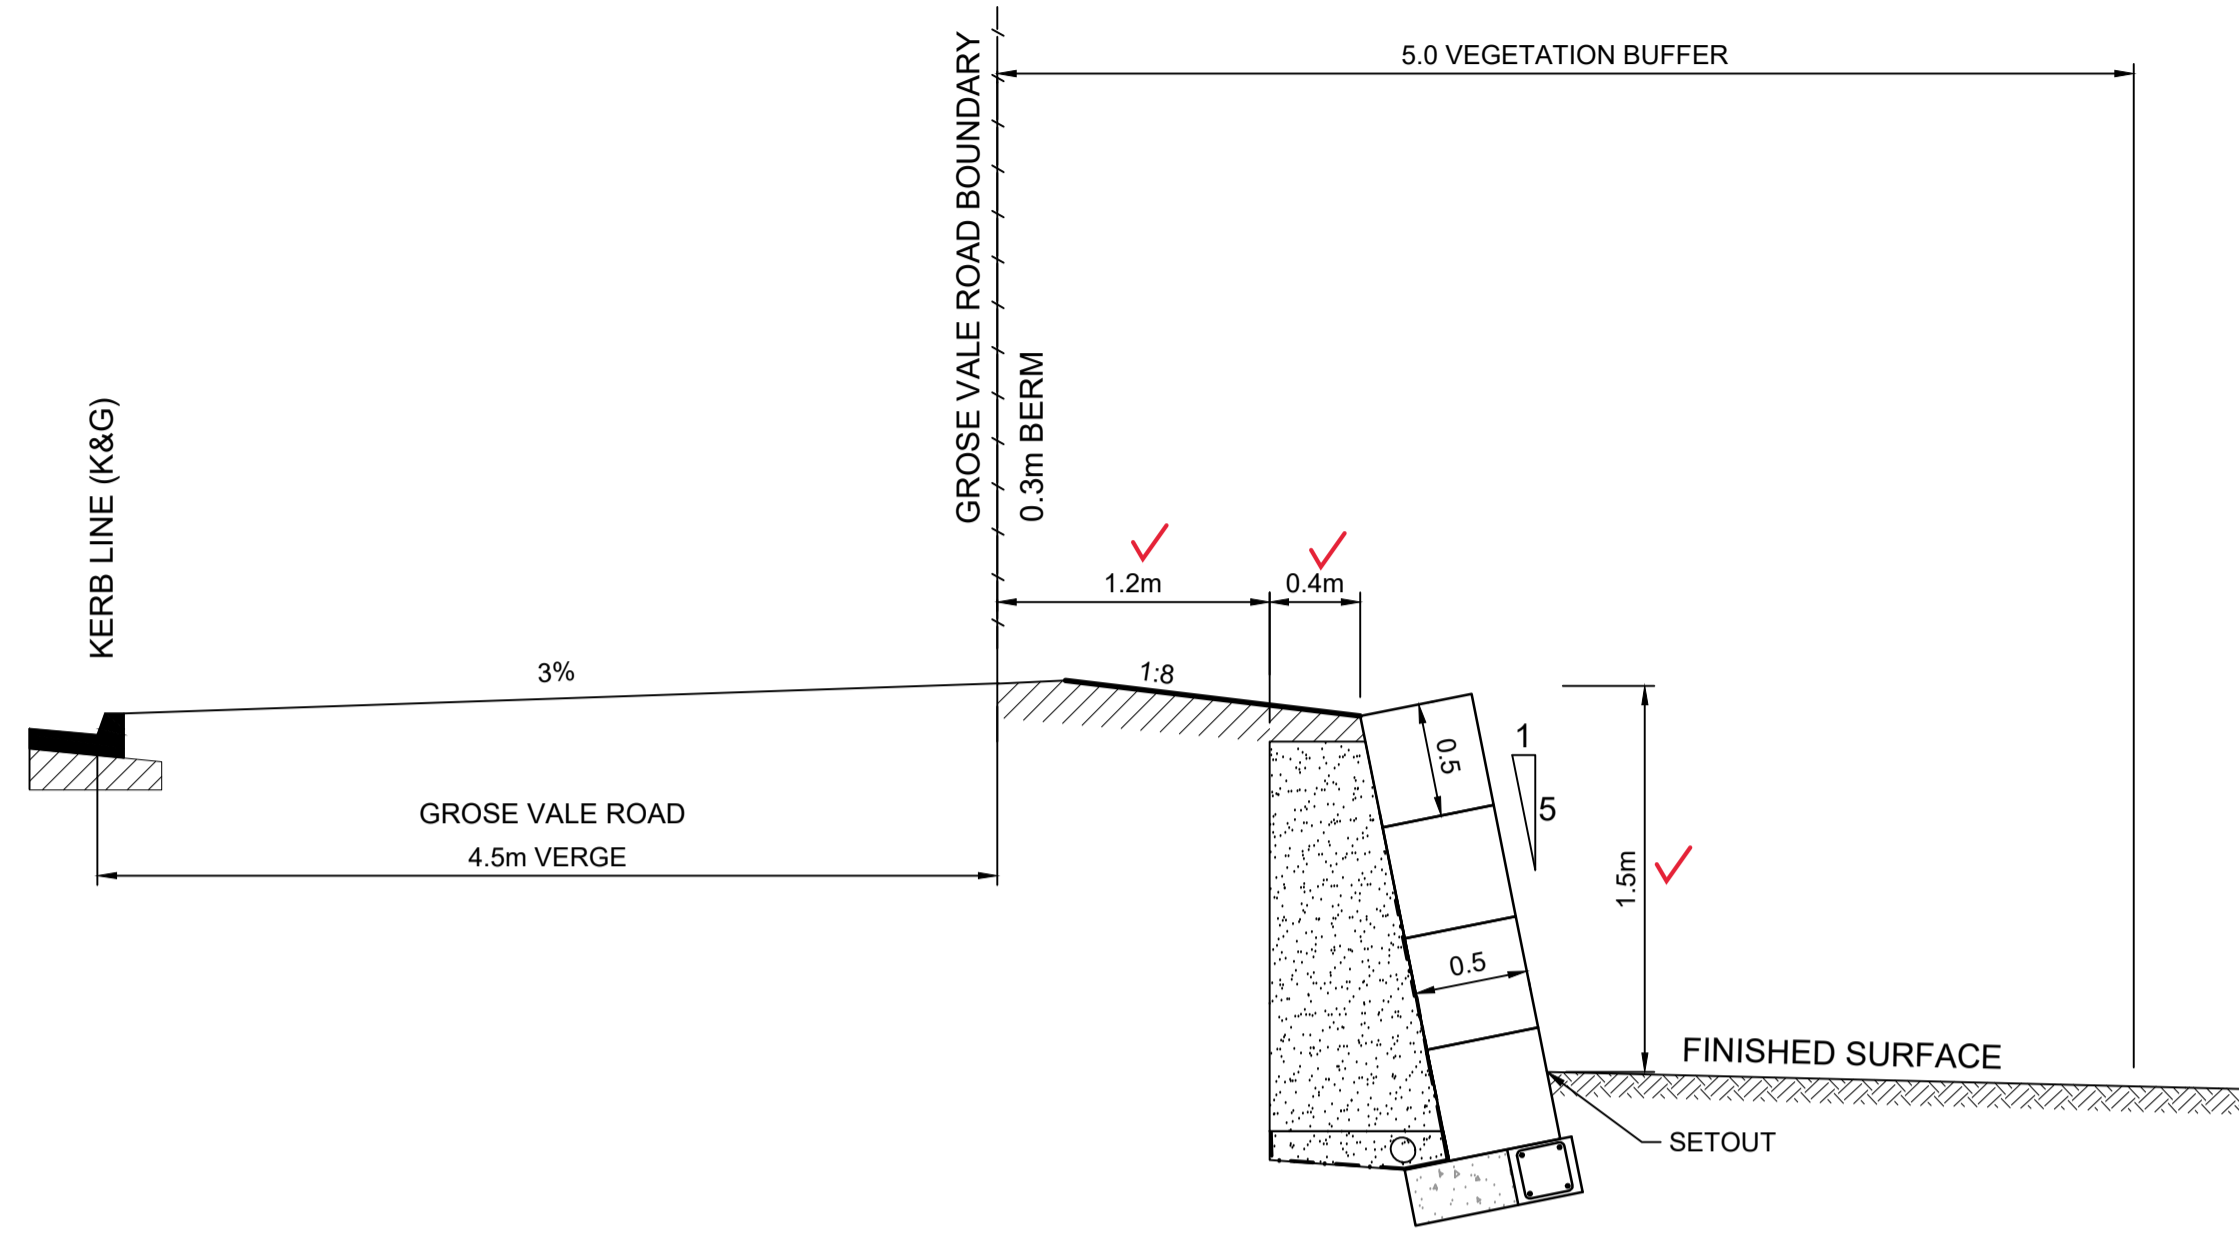 5.0 VEGETATION BUFFER
GROSE VALE ROAD BOUNDARY
0.3m BERM
KERB LINE (K&G)
1.2m
0.4m
3%
1:8
0.5
1
5
GROSE VALE ROAD
4.5m VERGE
1.5m
0.5
FINISHED SURFACE
SETOUT